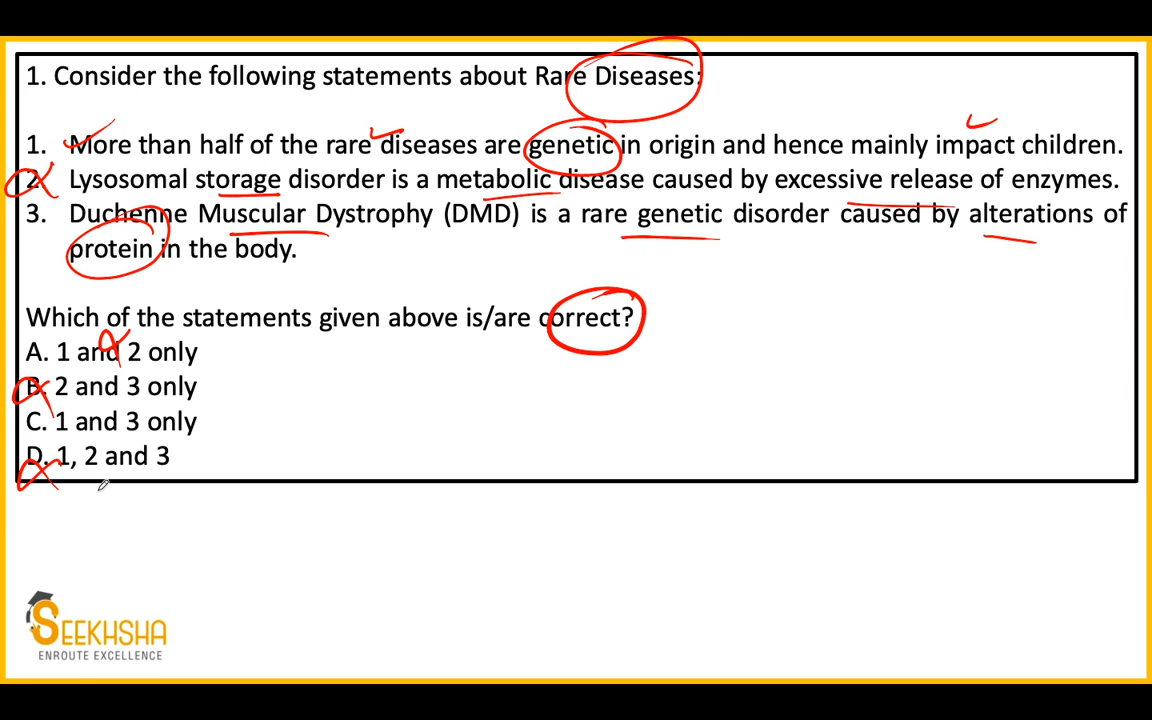 1. Consider the following statements about Rare Diseases:
1. More than half of the rare diseases are genetic in origin and hence mainly impact children.
2. Lysosomal storage disorder is a metabolic disease caused by excessive release of enzymes.
3. Duchenne Muscular Dystrophy (DMD) is a rare genetic disorder caused by alterations of
protein in the body.
Which of the statements given above is/are correct?
A. 1 and 2 only
B. 2 and 3 only
C. 1 and 3 only
D. 1, 2 and 3
SEEKHSHA
ENROUTE EXCELLENCE